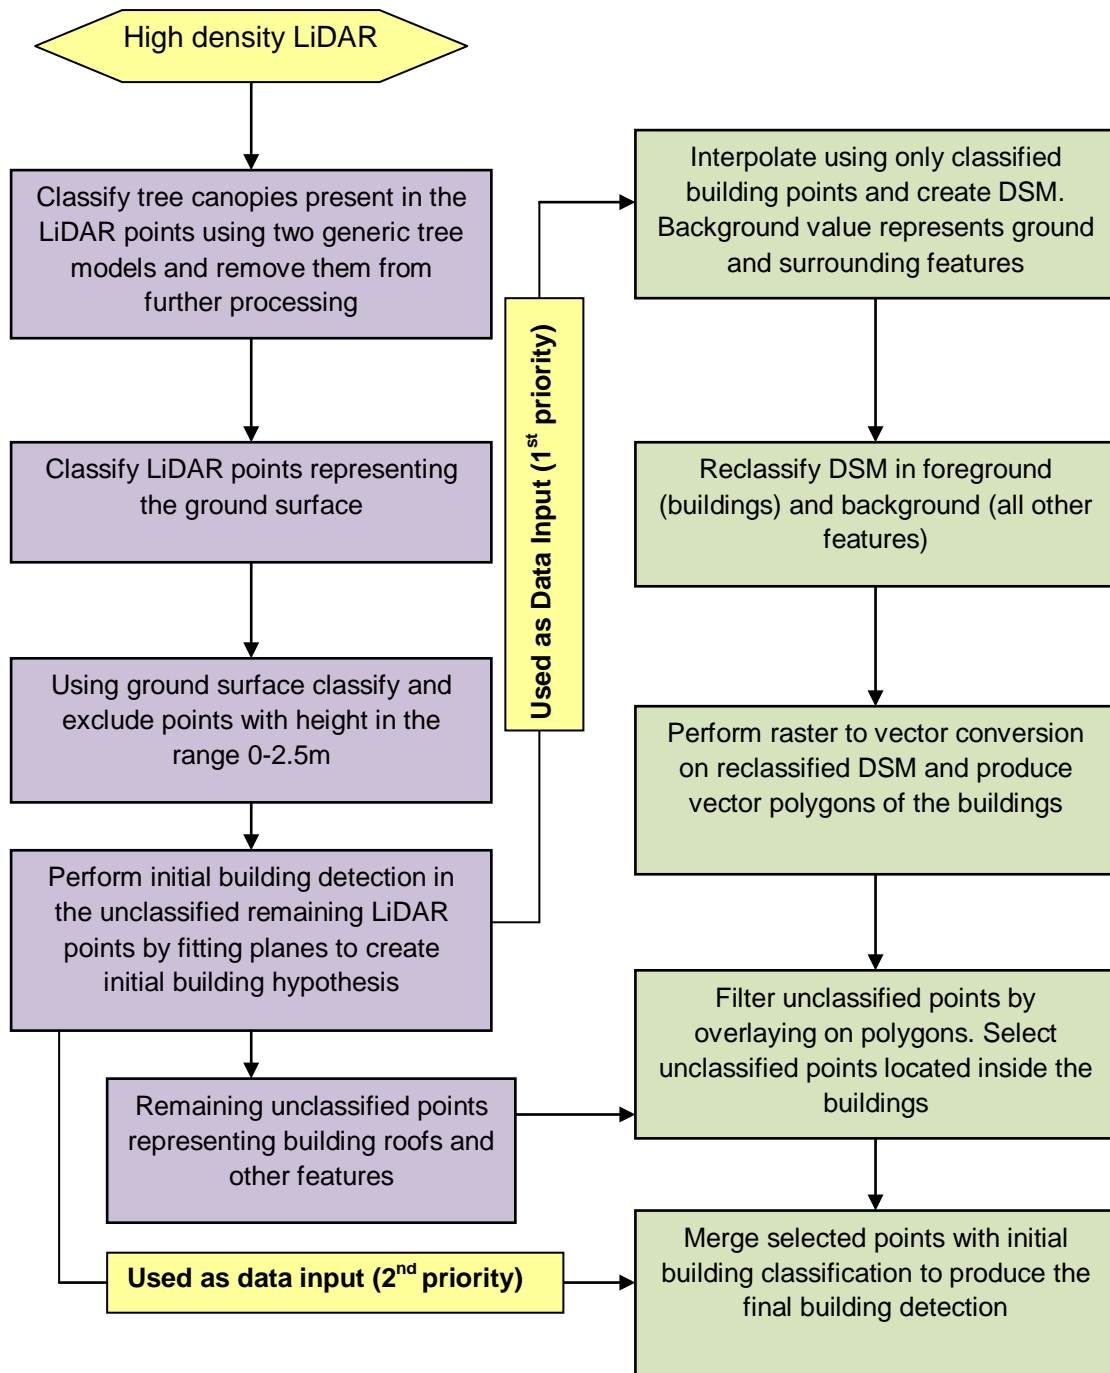 High density LiDAR
Classify tree canopies present in the
LiDAR points using two generic tree
models and remove them from
further processing
Classify LiDAR points representing
the ground surface
Using ground surface classify and
exclude points with height in the
range 0-2.5m
Perform initial building detection in
the unclassified remaining LiDAR
points by fitting planes to create
initial building hypothesis
Remaining unclassified points
representing building roofs and
other features
Used as data input (2nd priority)
Used as Data Input (1st priority)
Interpolate using only classified
building points and create DSM.
Background value represents ground
and surrounding features
Reclassify DSM in foreground
(buildings) and background (all other
features)
Perform raster to vector conversion
on reclassified DSM and produce
vector polygons of the buildings
Filter unclassified points by
overlaying on polygons. Select
unclassified points located inside the
buildings
Merge selected points with initial
building classification to produce the
final building detection